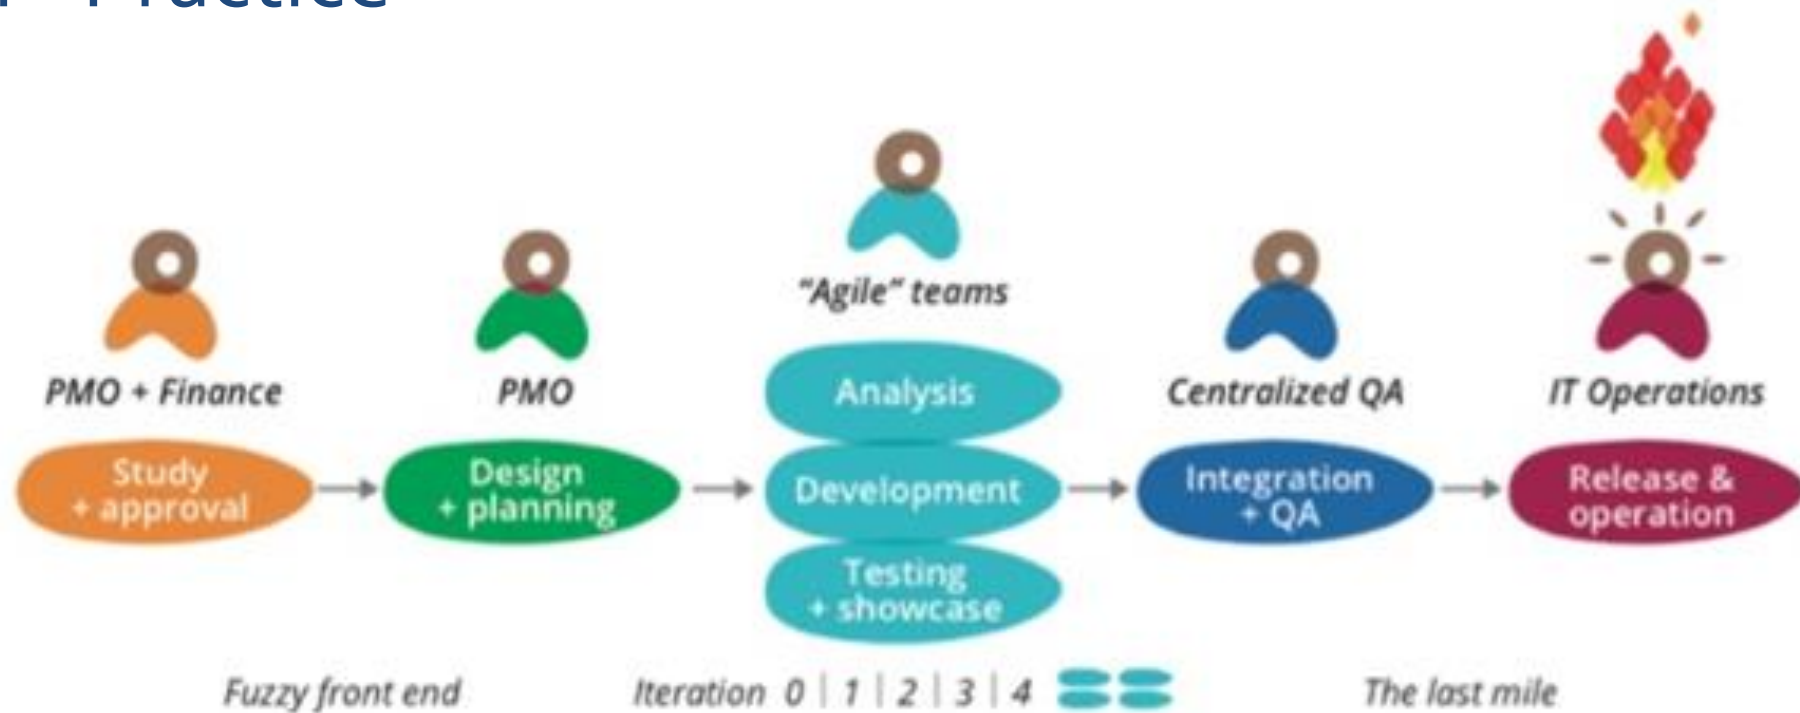 Practice
"Agile" teams
PMO + Finance
PMO
Centralized QA
IT Operations
Study
+ approval
Design
+ planning
Analysis
Development
Testing
+ showcase
Integration
+ QA
Release &
operation
Fuzzy front end
Iteration 0 | 1 | 2 | 3 | 4
The last mile